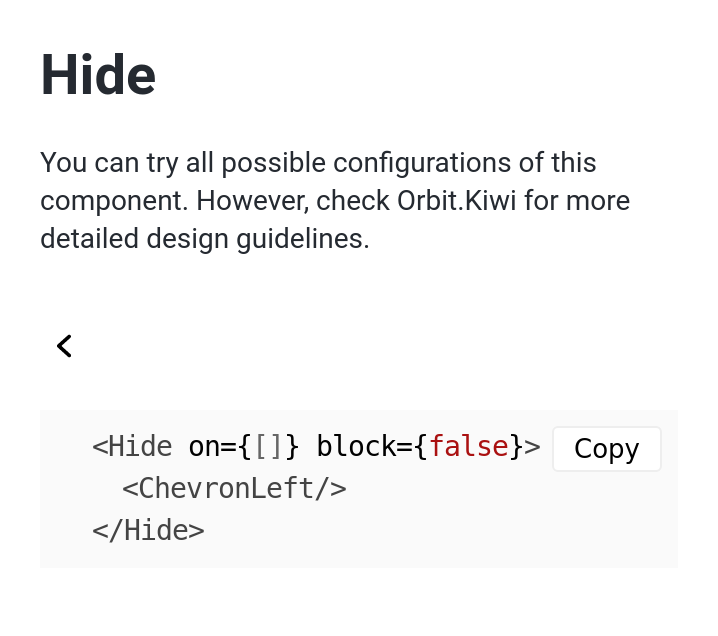 Hide
You can try all possible configurations of this
component. However, check Orbit.Kiwi for more
detailed design guidelines.
<Hide on={[]} block={false}>
Copy
<ChevronLeft/>
</Hide>